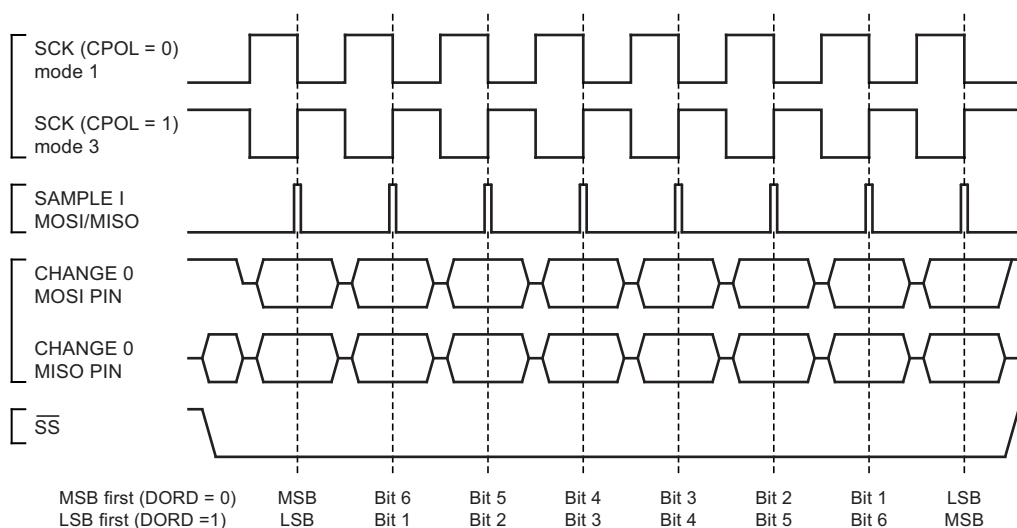 SCK (CPOL = 0)
mode 1
SCK (CPOL = 1)
mode 3
SAMPLE I
MOSI/MISO
CHANGE 0
MOSI PIN
CHANGE 0
MISO PIN
SS
MSB first (DORD = 0) MSB Bit 6 Bit 5 Bit 4 Bit 3 Bit 2 Bit 1 LSB
LSB first (DORD =1) LSB Bit 1 Bit 2 Bit 3 Bit 4 Bit 5 Bit 6 MSB